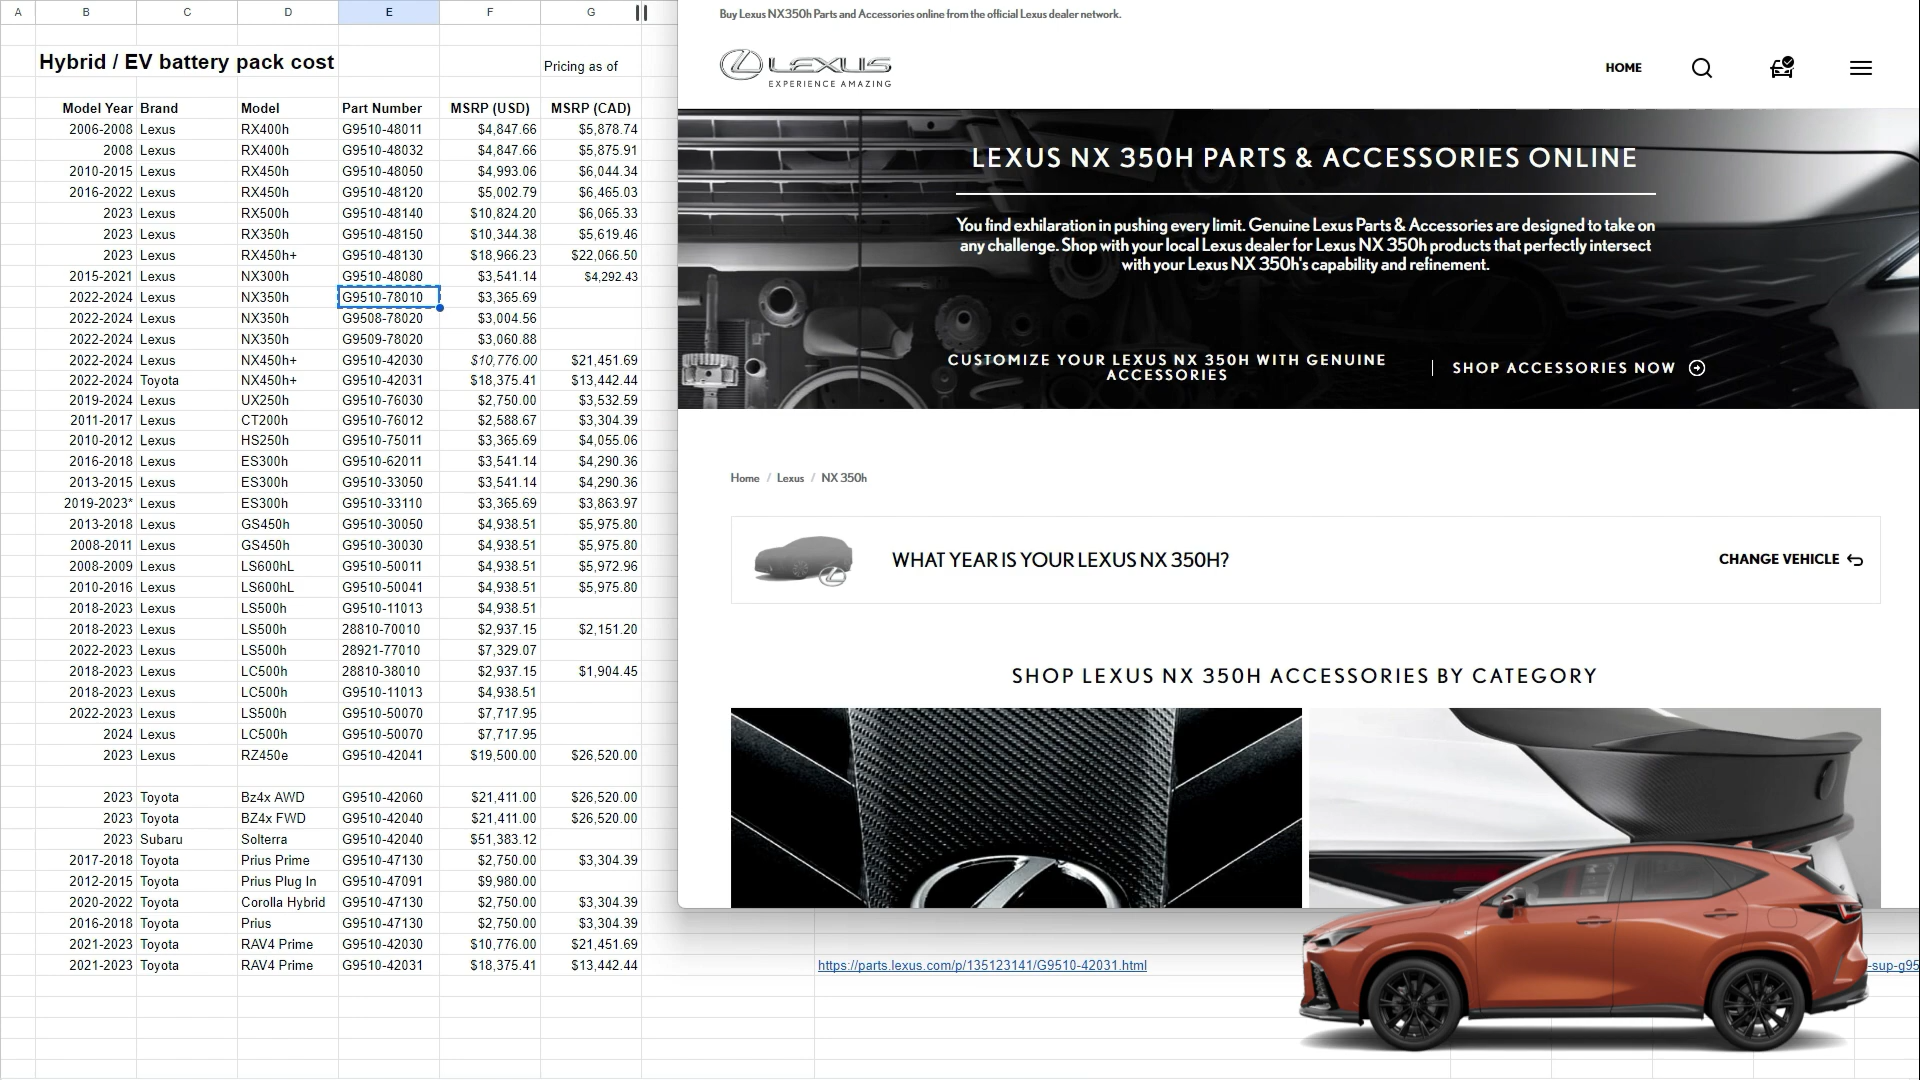 A B C D E F G
Hybrid / EV battery pack cost
Pricing as of
Model Year Brand Model Part Number MSRP (USD) MSRP (CAD)
2006-2008 Lexus RX400h G9510-48011 $4,847.66 $5,878.74
2008 Lexus RX400h G9510-48032 $4,847.66 $5,875.91
2010-2015 Lexus RX450h G9510-48050 $4,993.06 $6,044.34
2016-2022 Lexus RX450h G9510-48120 $5,002.79 $6,465.03
2023 Lexus RX500h G9510-48140 $10,824.20 $6,065.33
2023 Lexus RX350h G9510-48150 $10,344.38 $5,619.46
2023 Lexus RX450h+ G9510-48130 $18,966.23 $22,066.50
2015-2021 Lexus NX300h G9510-48080 $3,541.14 $4,292.43
2022-2024 Lexus NX350h G9510-78010 $3,365.69
2022-2024 Lexus NX350h G9508-78020 $3,004.56
2022-2024 Lexus NX350h G9509-78020 $3,060.88
2022-2024 Lexus NX450h+ G9510-42030 $10,776.00 $21,451.69
2022-2024 Toyota NX450h+ G9510-42031 $18,375.41 $13,442.44
2019-2024 Lexus UX250h G9510-76030 $2,750.00 $3,532.59
2011-2017 Lexus CT200h G9510-76012 $2,588.67 $3,304.39
2010-2012 Lexus HS250h G9510-75011 $3,365.69 $4,055.06
2016-2018 Lexus ES300h G9510-62011 $3,541.14 $4,290.36
2013-2015 Lexus ES300h G9510-33050 $3,541.14 $4,290.36
2019-2023* Lexus ES300h G9510-33110 $3,365.69 $3,863.97
2013-2018 Lexus GS450h G9510-30050 $4,938.51 $5,975.80
2008-2011 Lexus GS450h G9510-30030 $4,938.51 $5,975.80
2008-2009 Lexus LS600hL G9510-50011 $4,938.51 $5,972.96
2010-2016 Lexus LS600hL G9510-50041 $4,938.51 $5,975.80
2018-2023 Lexus LS500h G9510-11013 $4,938.51
2018-2023 Lexus LS500h 28810-70010 $2,937.15 $2,151.20
2022-2023 Lexus LS500h 28921-77010 $7,329.07
2018-2023 Lexus LC500h 28810-38010 $2,937.15 $1,904.45
2018-2023 Lexus LC500h G9510-11013 $4,938.51
2022-2023 Lexus LS500h G9510-50070 $7,717.95
2024 Lexus LC500h G9510-50070 $7,717.95
2023 Lexus RZ450e G9510-42041 $19,500.00 $26,520.00
2023 Toyota Bz4x AWD G9510-42060 $21,411.00 $26,520.00
2023 Toyota BZ4x FWD G9510-42040 $21,411.00 $26,520.00
2023 Subaru Solterra G9510-42040 $51,383.12
2017-2018 Toyota Prius Prime G9510-47130 $2,750.00 $3,304.39
2012-2015 Toyota Prius Plug In G9510-47091 $9,980.00
2020-2022 Toyota Corolla Hybrid G9510-47130 $2,750.00 $3,304.39
2016-2018 Toyota Prius G9510-47130 $2,750.00 $3,304.39
2021-2023 Toyota RAV4 Prime G9510-42030 $10,776.00 $21,451.69
2021-2023 Toyota RAV4 Prime G9510-42031 $18,375.41 $13,442.44
Buy Lexus NX350h Parts and Accessories online from the official Lexus dealer network.
LEXUS
EXPERIENCE AMAZING
HOME
LEXUS NX 350H PARTS & ACCESSORIES ONLINE
You find exhilaration in pushing every limit. Genuine Lexus Parts & Accessories are designed to take on
any challenge. Shop with your local Lexus dealer for Lexus NX 350h products that perfectly intersect
with your Lexus NX 350h's capability and refinement.
CUSTOMIZE YOUR LEXUS NX 350H WITH GENUINE
ACCESSORIES
SHOP ACCESSORIES NOW
Home / Lexus / NX 350h
WHAT YEAR IS YOUR LEXUS NX 350H?
CHANGE VEHICLE
SHOP LEXUS NX 350H ACCESSORIES BY CATEGORY
https://parts.lexus.com/p/135123141/G9510-42031.html
-sup-g95